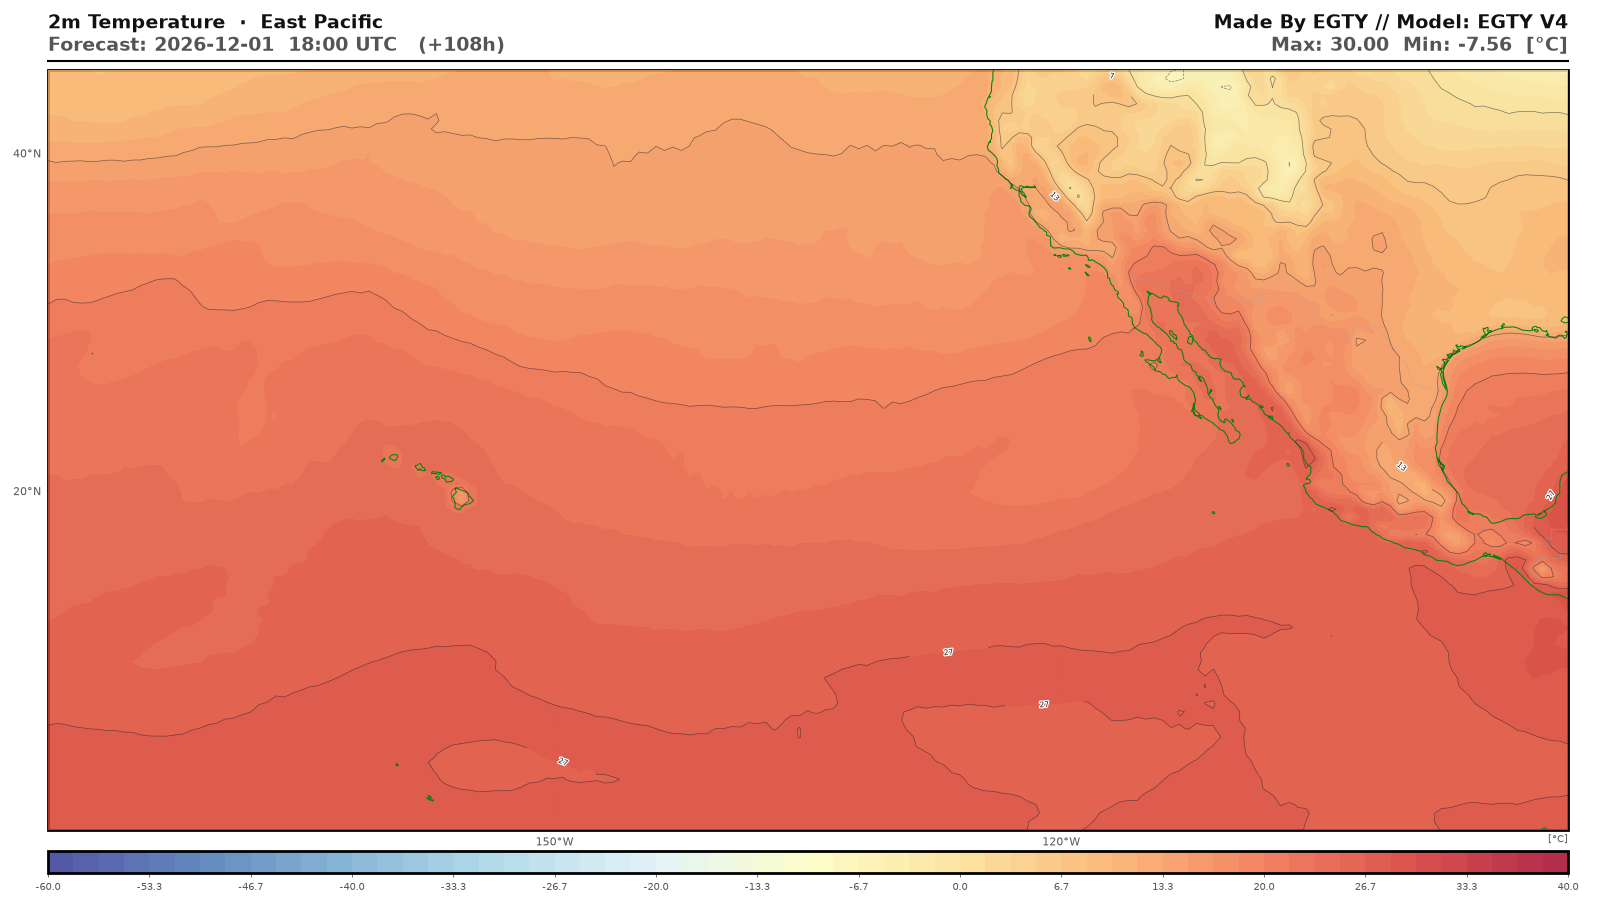 2m Temperature · East Pacific
Made By EGTY // Model: EGTY V4
Forecast: 2026-12-01 18:00 UTC (+108h)
Max: 30.00 Min: -7.56 [°C]
7
40°N
13
13
20°N
27
27
27
27
150°W
120°W
[°C]
-60.0
-53.3
-46.7
-40.0
-33.3
-26.7
-20.0
-13.3
-6.7
0.0
6.7
13.3
20.0
26.7
33.3
40.0